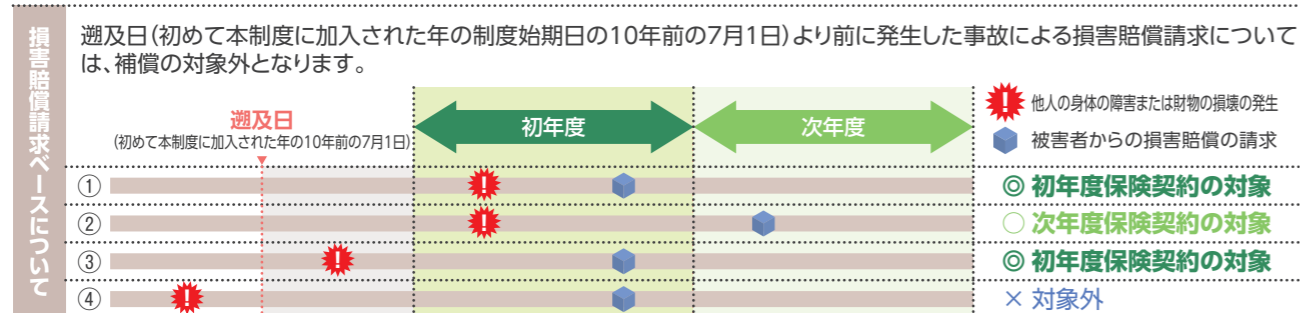 損害賠償請求ベースについて
遡及日(初めて本制度に加入された年の制度始期日の10年前の7月1日)より前に発生した事故による損害賠償請求について
は、補償の対象外となります。
遡及日
(初めて本制度に加入された年の10年前の7月1日)
初年度
次年度
! 他人の身体の障害または財物の損壊の発生
被害者からの損害賠償の請求
① ! ◎ 初年度保険契約の対象
② ! ○ 次年度保険契約の対象
③ ! ◎ 初年度保険契約の対象
④ ! × 対象外